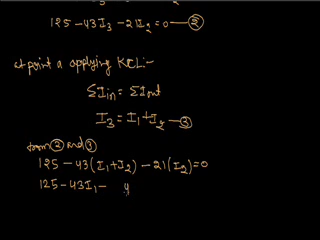 125 - 43I3 - 21I2 = 0 — ②
at point a applying KCL:-
ΣIin = ΣIout
I3 = I1 + I2 — ③
from ② and ③
125 - 43(I1 + I2) - 21(I2) = 0
125 - 43I1 - 4